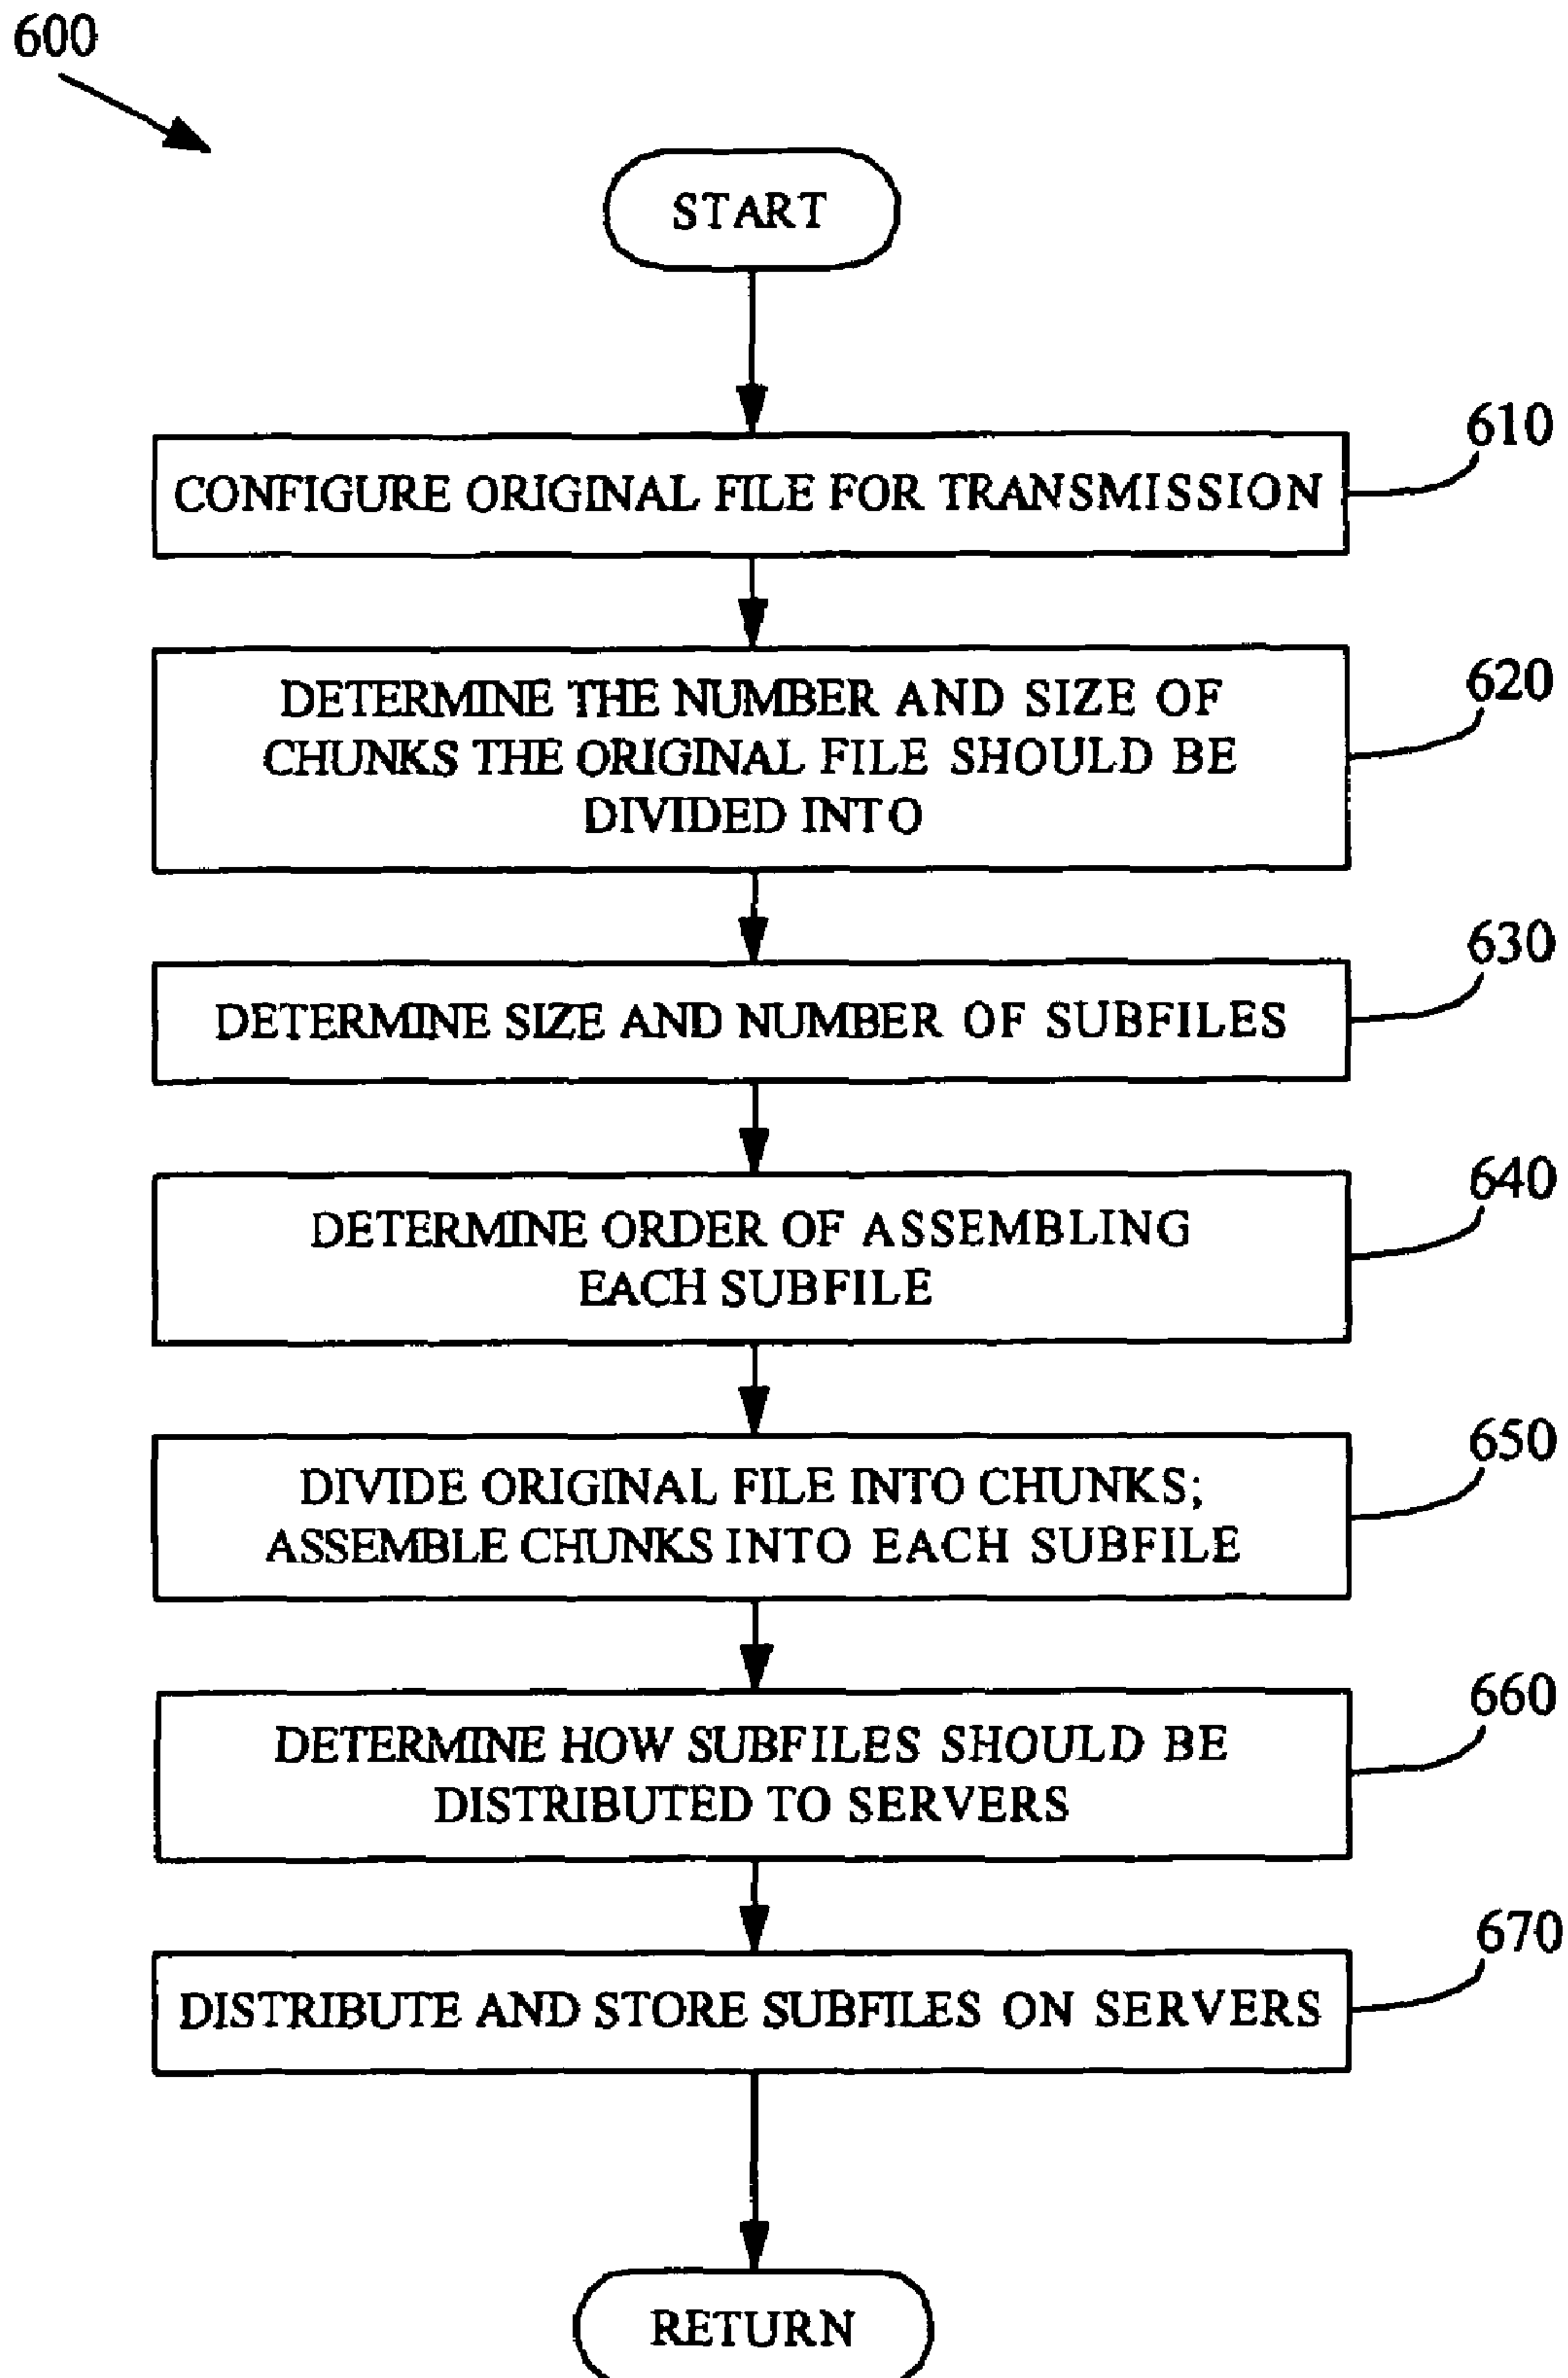 600
START
610
CONFIGURE ORIGINAL FILE FOR TRANSMISSION
620
DETERMINE THE NUMBER AND SIZE OF
CHUNKS THE ORIGINAL FILE SHOULD BE
DIVIDED INTO
630
DETERMINE SIZE AND NUMBER OF SUBFILES
640
DETERMINE ORDER OF ASSEMBLING
EACH SUBFILE
650
DIVIDE ORIGINAL FILE INTO CHUNKS;
ASSEMBLE CHUNKS INTO EACH SUBFILE
660
DETERMINE HOW SUBFILES SHOULD BE
DISTRIBUTED TO SERVERS
670
DISTRIBUTE AND STORE SUBFILES ON SERVERS
RETURN